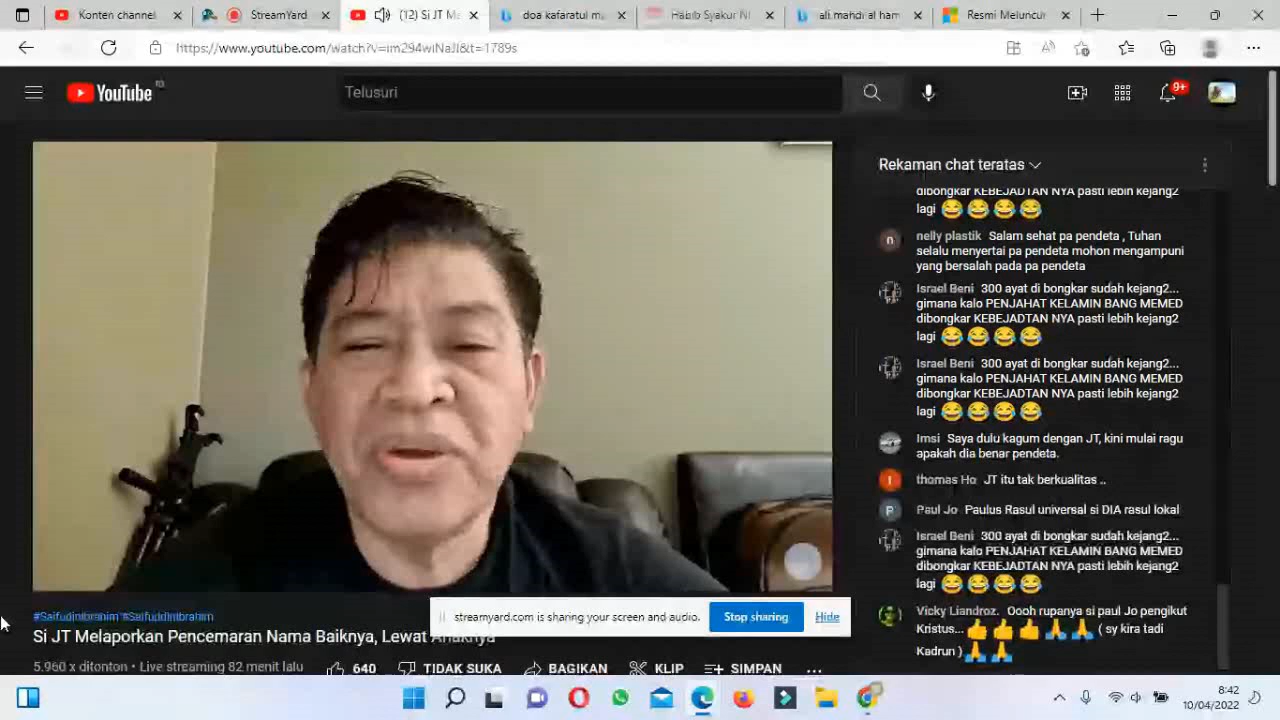 Konten channel
StreamYard
(12) Si JT Me
doa kafaratul m
Habib Syakur NI
ali mahdi al ham
Resmi Meluncur
https://www.youtube.com/watch?v=
&t=1789s
YouTube
ID
Telusuri
9+
Rekaman chat teratas
dibongkar KEBEJADTAN NYA pasti lebih kejang2
lagi 😂😂😂😂
nelly plastik Salam sehat pa pendeta , Tuhan
selalu menyertai pa pendeta mohon mengampuni
yang bersalah pada pa pendeta
Israel Beni 300 ayat di bongkar sudah kejang2...
gimana kalo PENJAHAT KELAMIN BANG MEMED
dibongkar KEBEJADTAN NYA pasti lebih kejang2
lagi 😂😂😂😂
Israel Beni 300 ayat di bongkar sudah kejang2...
gimana kalo PENJAHAT KELAMIN BANG MEMED
dibongkar KEBEJADTAN NYA pasti lebih kejang2
lagi 😂😂😂😂
Imsi Saya dulu kagum dengan JT, kini mulai ragu
apakah dia benar pendeta.
thomas Ho JT itu tak berkualitas ..
Paul Jo Paulus Rasul universal si DIA rasul lokal
Israel Beni 300 ayat di bongkar sudah kejang2...
gimana kalo PENJAHAT KELAMIN BANG MEMED
dibongkar KEBEJADTAN NYA pasti lebih kejang2
lagi 😂😂😂😂
Vicky Liandroz. Oooh rupanya si paul Jo pengikut
Kristus...👍👍👍🙏🙏 ( sy kira tadi
Kadrun )🙏🙏
#SaifudinIbrahim #SaifuddinIbrahim
streamyard.com is sharing your screen and audio. Stop sharing Hide
Si JT Melaporkan Pencemaran Nama Baiknya, Lewat Anaknya
5.960 x ditonton • Live streaming 82 menit lalu
640 TIDAK SUKA BAGIKAN KLIP SIMPAN ...
8:42
10/04/2022